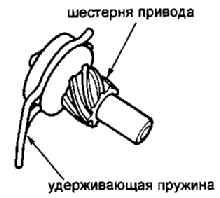 шестерня привода
удерживающая пружина